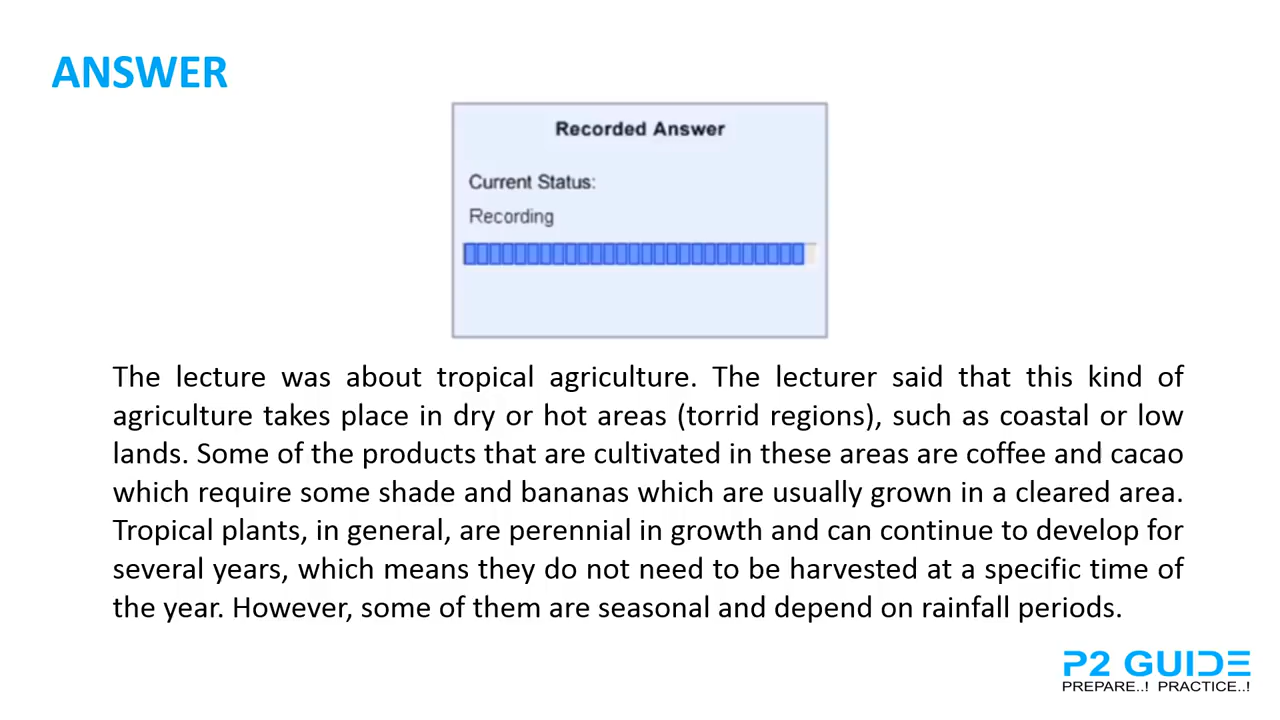 ANSWER
Recorded Answer
Current Status:
Recording
The lecture was about tropical agriculture. The lecturer said that this kind of
agriculture takes place in dry or hot areas (torrid regions), such as coastal or low
lands. Some of the products that are cultivated in these areas are coffee and cacao
which require some shade and bananas which are usually grown in a cleared area.
Tropical plants, in general, are perennial in growth and can continue to develop for
several years, which means they do not need to be harvested at a specific time of
the year. However, some of them are seasonal and depend on rainfall periods.
P2 GUIDE
PREPARE..! PRACTICE..!